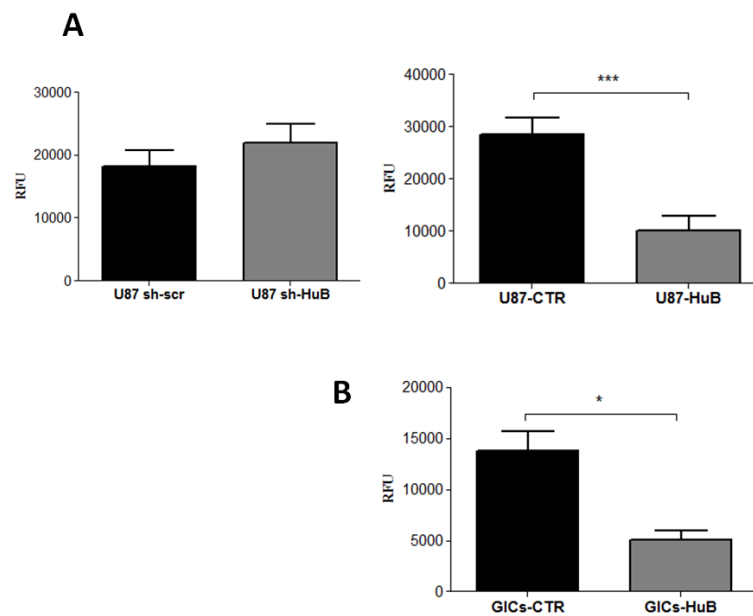 A
30000
20000
10000
0
RFU
U87 sh-scr U87 sh-HuB
40000
30000
20000
10000
0
RFU
***
U87-CTR U87-HuB
B
20000
15000
10000
5000
0
RFU
*
GICs-CTR GICs-HuB